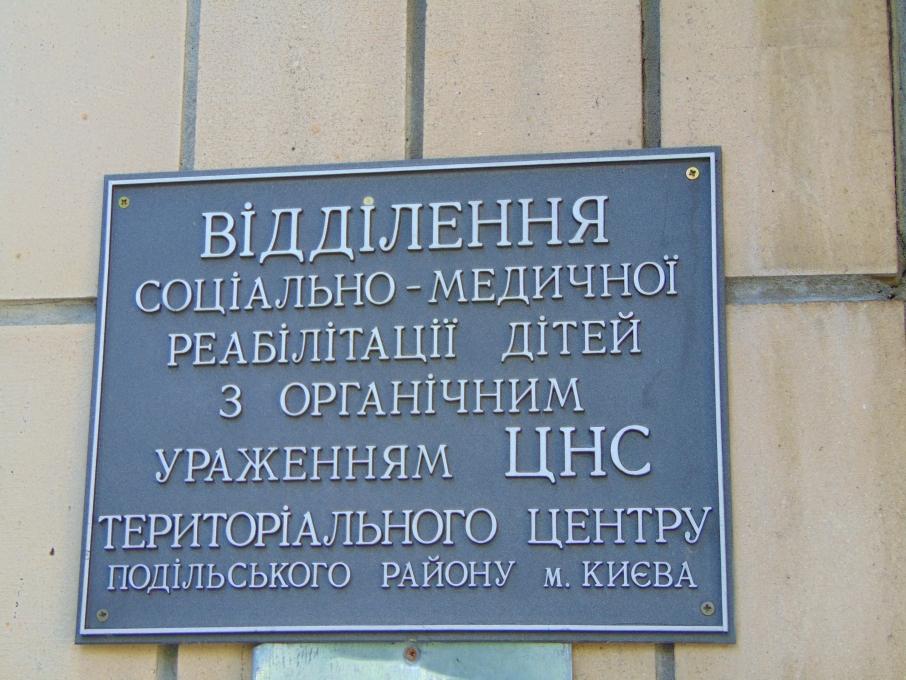 ВІДДІЛЕННЯ
СОЦІАЛЬНО - МЕДИЧНОЇ
РЕАБІЛІТАЦІЇ ДІТЕЙ
З ОРГАНІЧНИМ
УРАЖЕННЯМ ЦНС
ТЕРИТОРІАЛЬНОГО ЦЕНТРУ
ПОДІЛЬСЬКОГО РАЙОНУ м. КИЄВА